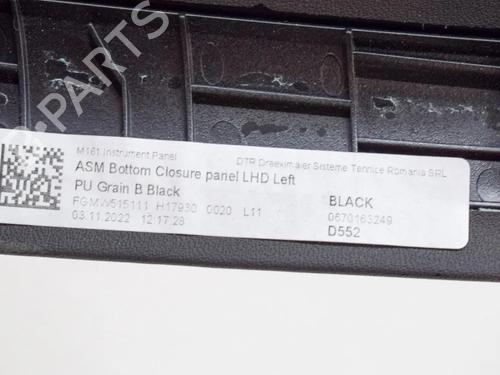 B-PARTS
M161 Instrument Panel
DTR Draexlmaier Sisteme Tehnice Romania SRL
ASM Bottom Closure panel LHD Left
PU Grain B Black
BLACK
FGMW515111 H17930 0020 L11
0670163249
03.11.2022 12:17:28
D552